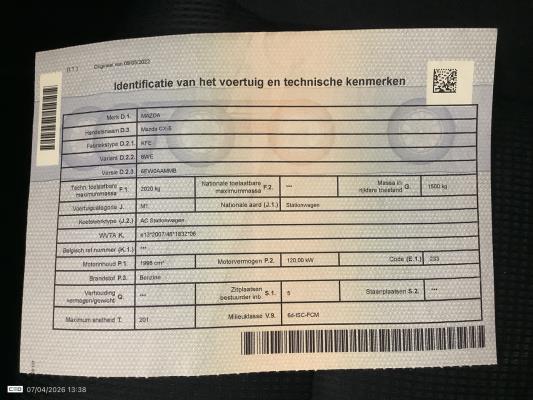 (B.T.) Origineel van 09/05/2022
Identificatie van het voertuig en technische kenmerken
Merk D.1. MAZDA
Handelsnaam D.3. Mazda CX-5
Fabriekstype D.2.1. KFE
Variant D.2.2. 6WE
Versie D.2.3. 6EW0AAMMB
Techn. toelaatbare maximummassa F.1. 2020 kg Nationale toelaatbare maximummassa F.2. *** Massa in rijklare toestand G. 1500 kg
Voertuigcategorie J. M1 Nationale aard (J.1.) Stationwagen
Koetswerktype (J.2.) AC Stationwagen
WVTA K. e13*2007/46*1832*06
Belgisch ref.nummer (K.1.) ***
Motorinhoud P.1. 1998 cm³ Motorvermogen P.2. 120,00 kW Code (E.1.) 233
Brandstof P.3. Benzine
Verhouding vermogen/gewicht Q. *** Zitplaatsen bestuurder inb. S.1. 5 Staanplaatsen S.2. ***
Maximum snelheid T. 201 Milieuklasse V.9. 6d-ISC-FCM
07/04/2026 13:38